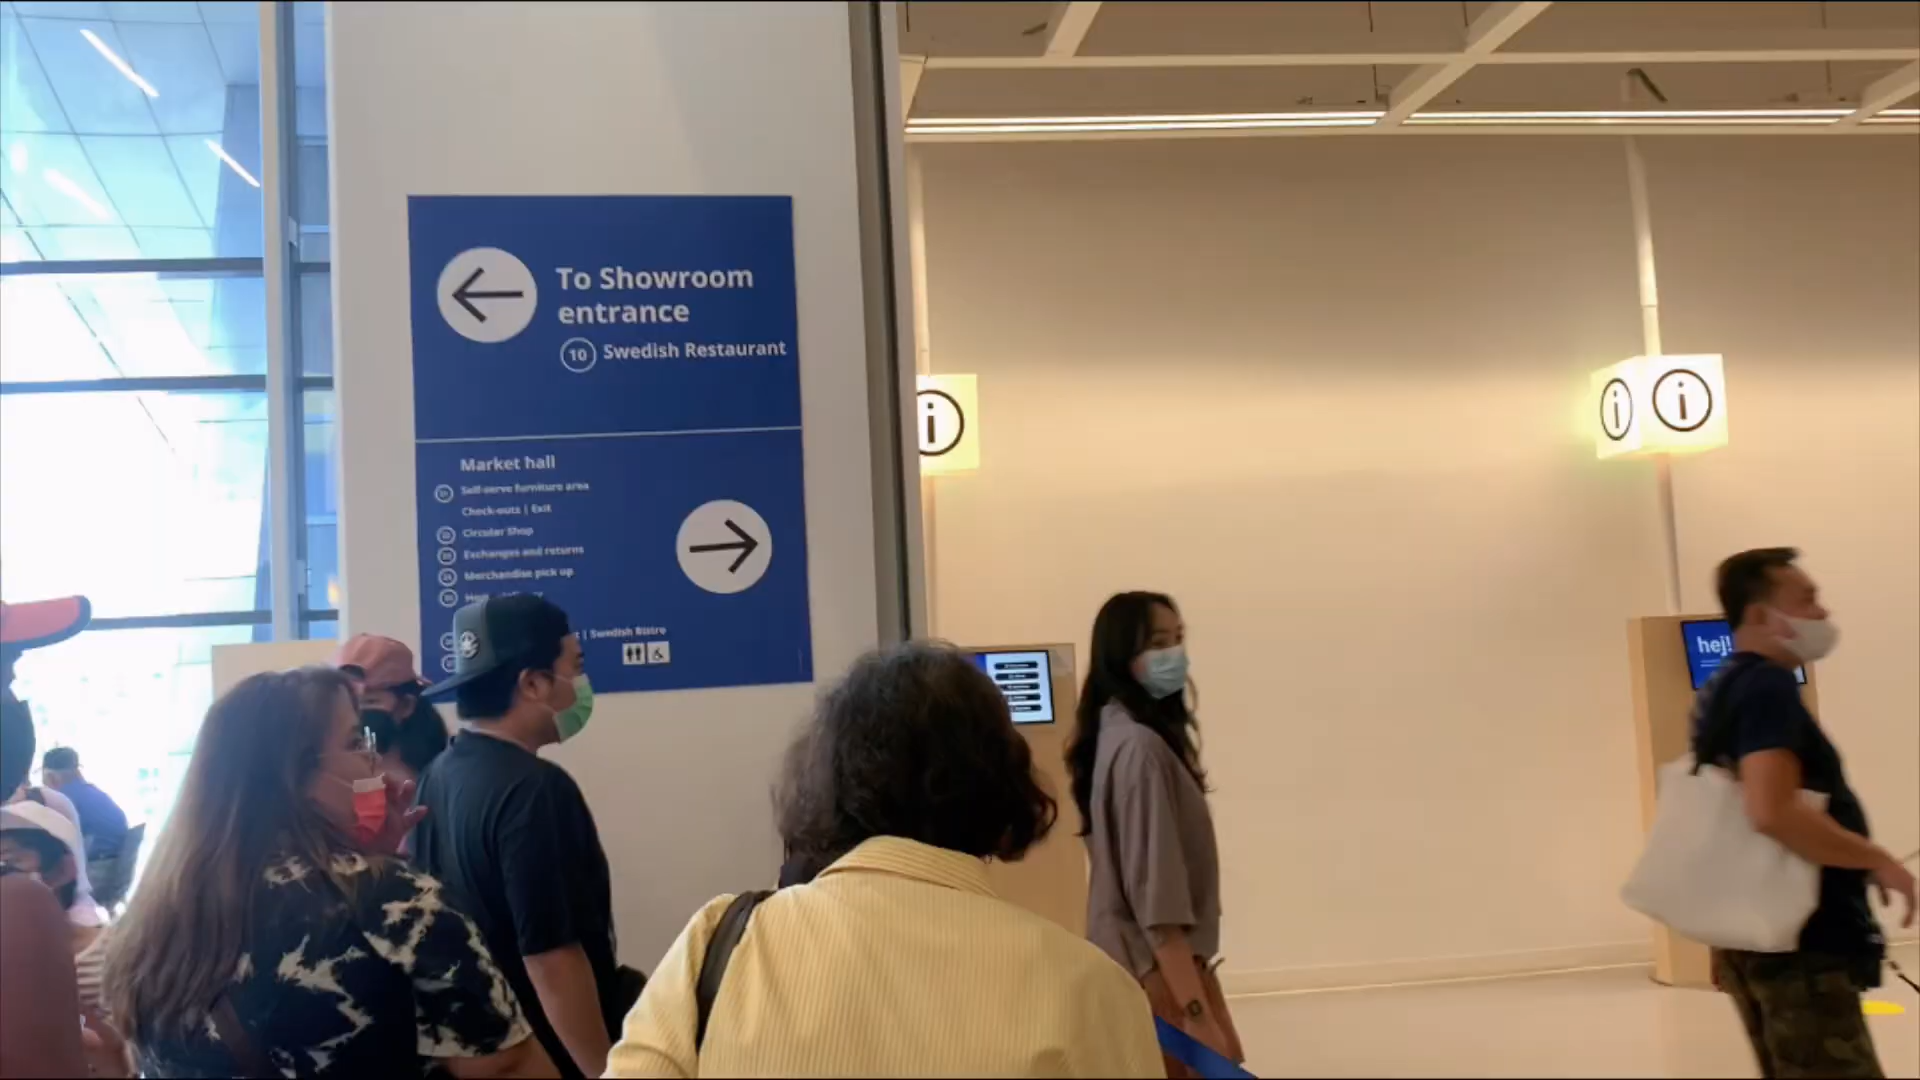 To Showroom
entrance
10 Swedish Restaurant
Market hall
Self-serve furniture area
Check-outs | Exit
Circular Shop
Exchanges and returns
Merchandise pick up
| Swedish Bistro
i
i
i
hej!